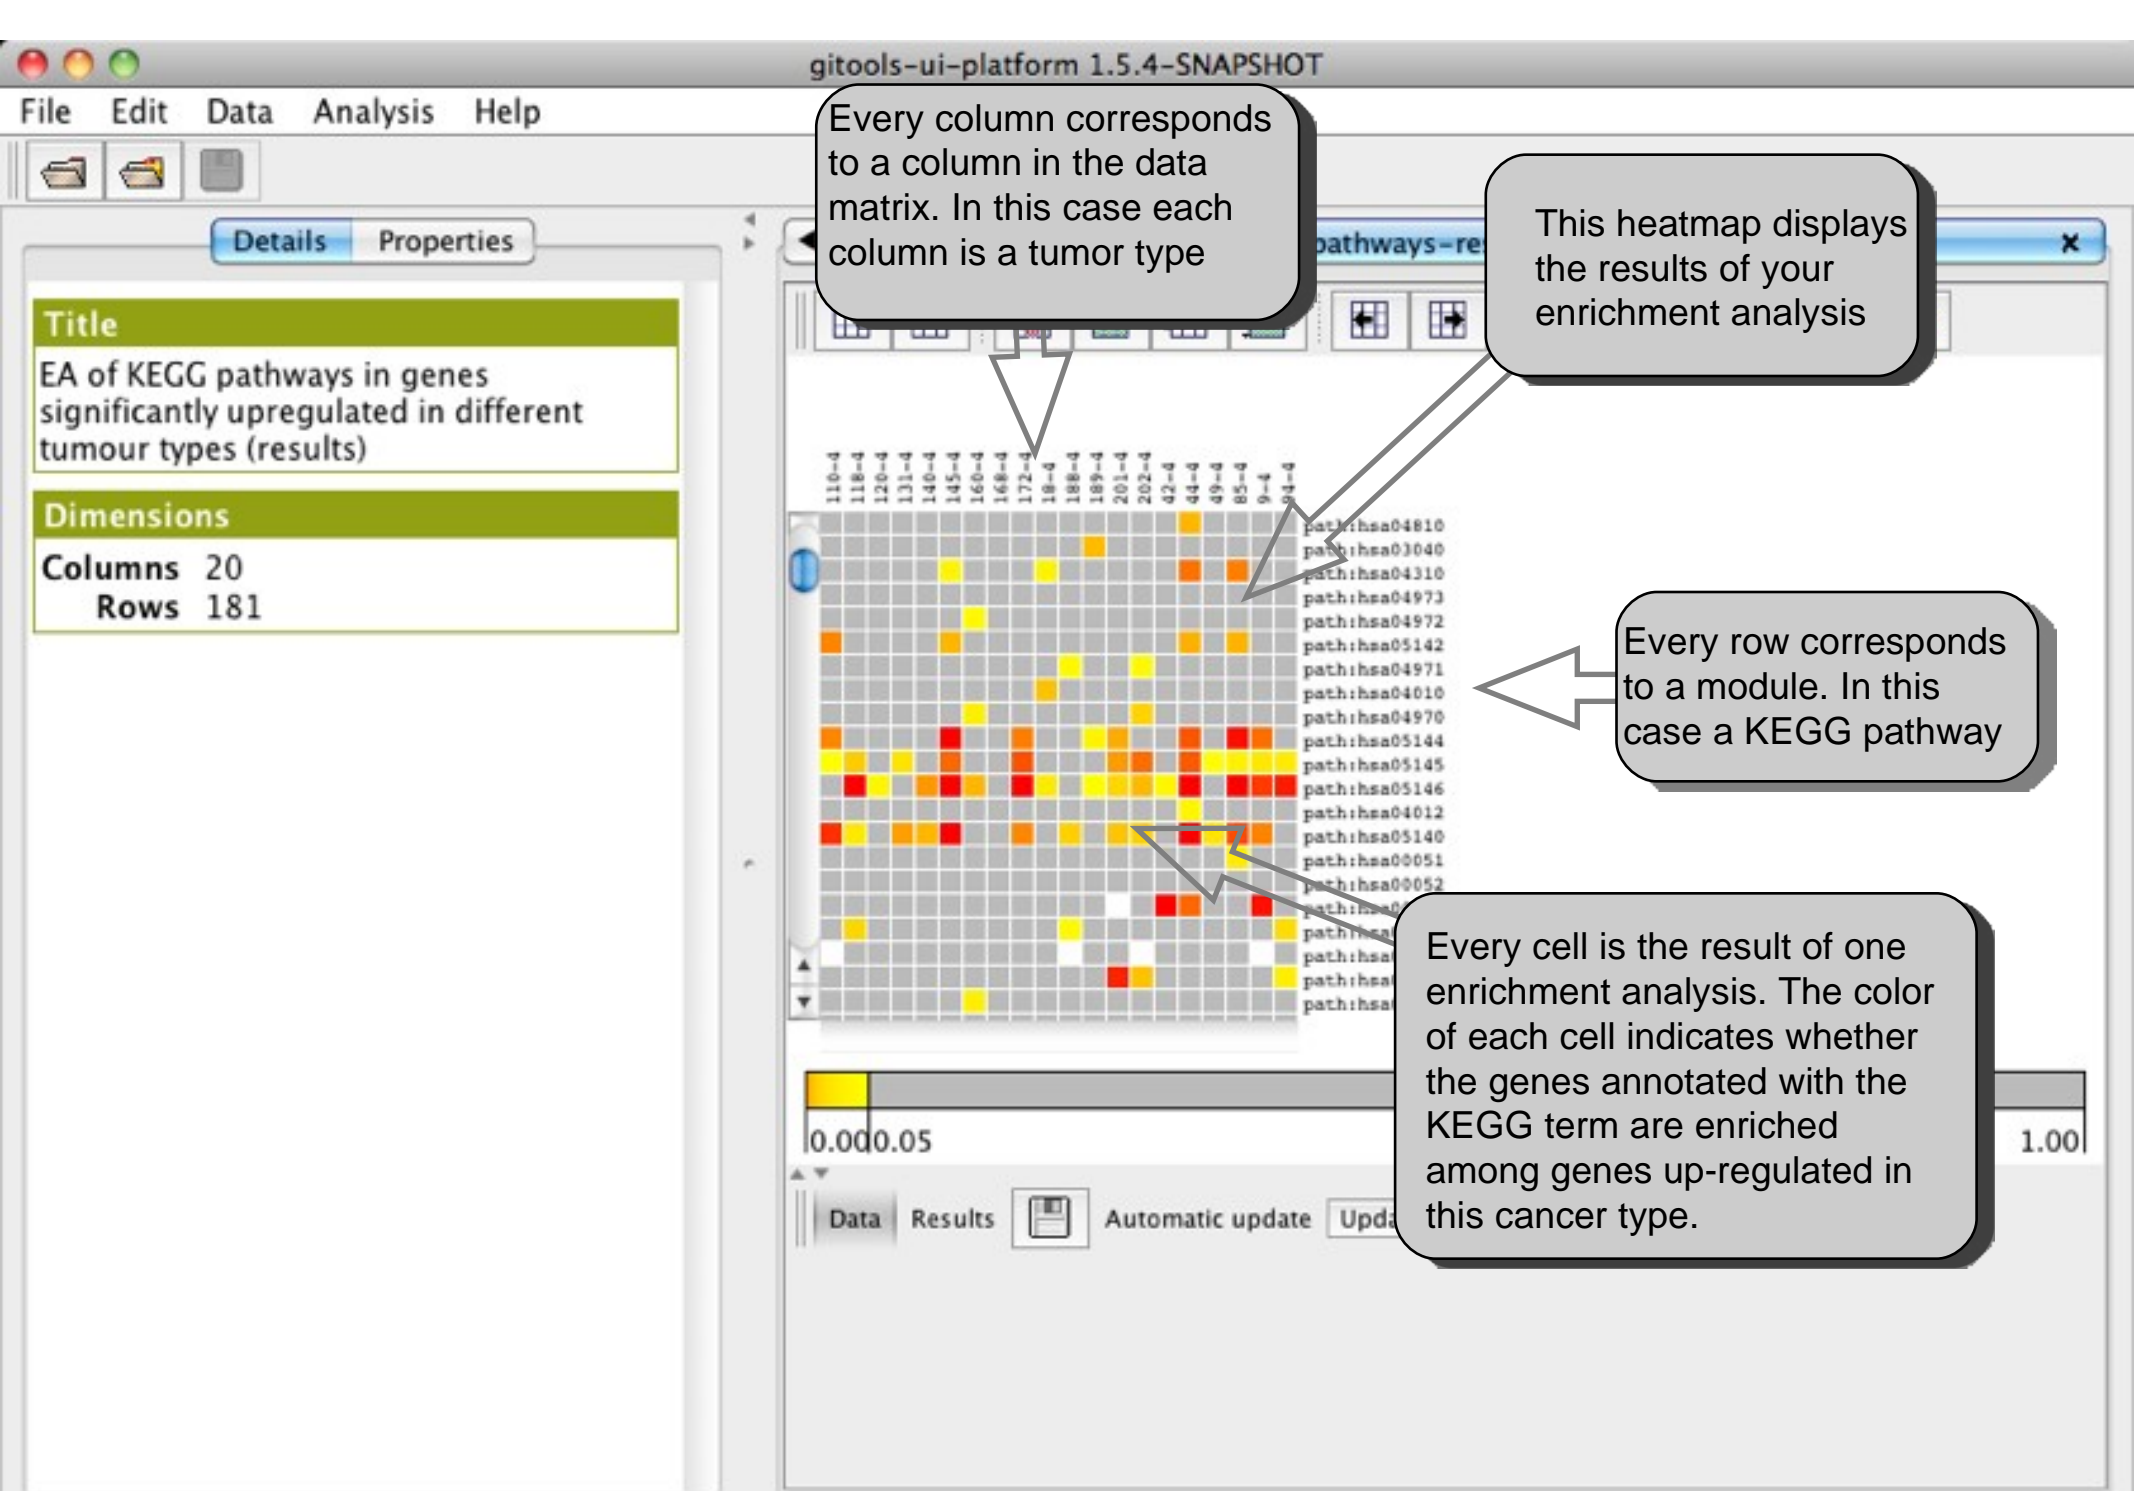 gitools-ui-platform 1.5.4-SNAPSHOT
File Edit Data Analysis Help
Every column corresponds
to a column in the data
matrix. In this case each
column is a tumor type
This heatmap displays
the results of your
enrichment analysis
Details Properties
Title
EA of KEGG pathways in genes
significantly upregulated in different
tumour types (results)
Dimensions
Columns 20
Rows 181
110-4
118-4
120-4
131-4
140-4
145-4
160-4
168-4
172-4
18-4
188-4
189-4
201-4
202-4
42-4
44-4
49-4
85-4
9-4
94-4
path:hsa04810
path:hsa03040
path:hsa04310
path:hsa04973
path:hsa04972
path:hsa05142
path:hsa04971
path:hsa04010
path:hsa04970
path:hsa05144
path:hsa05145
path:hsa05146
path:hsa04012
path:hsa05140
path:hsa00051
path:hsa00052
Every row corresponds
to a module. In this
case a KEGG pathway
Every cell is the result of one
enrichment analysis. The color
of each cell indicates whether
the genes annotated with the
KEGG term are enriched
among genes up-regulated in
this cancer type.
0.00 0.05 1.00
Data Results Automatic update